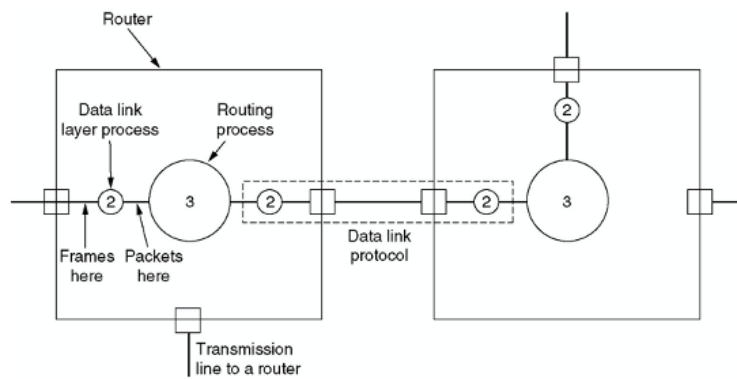 Router
Data link
layer process
Routing
process
2
2
3
2
2
3
Frames
here
Packets
here
Data link
protocol
Transmission
line to a router